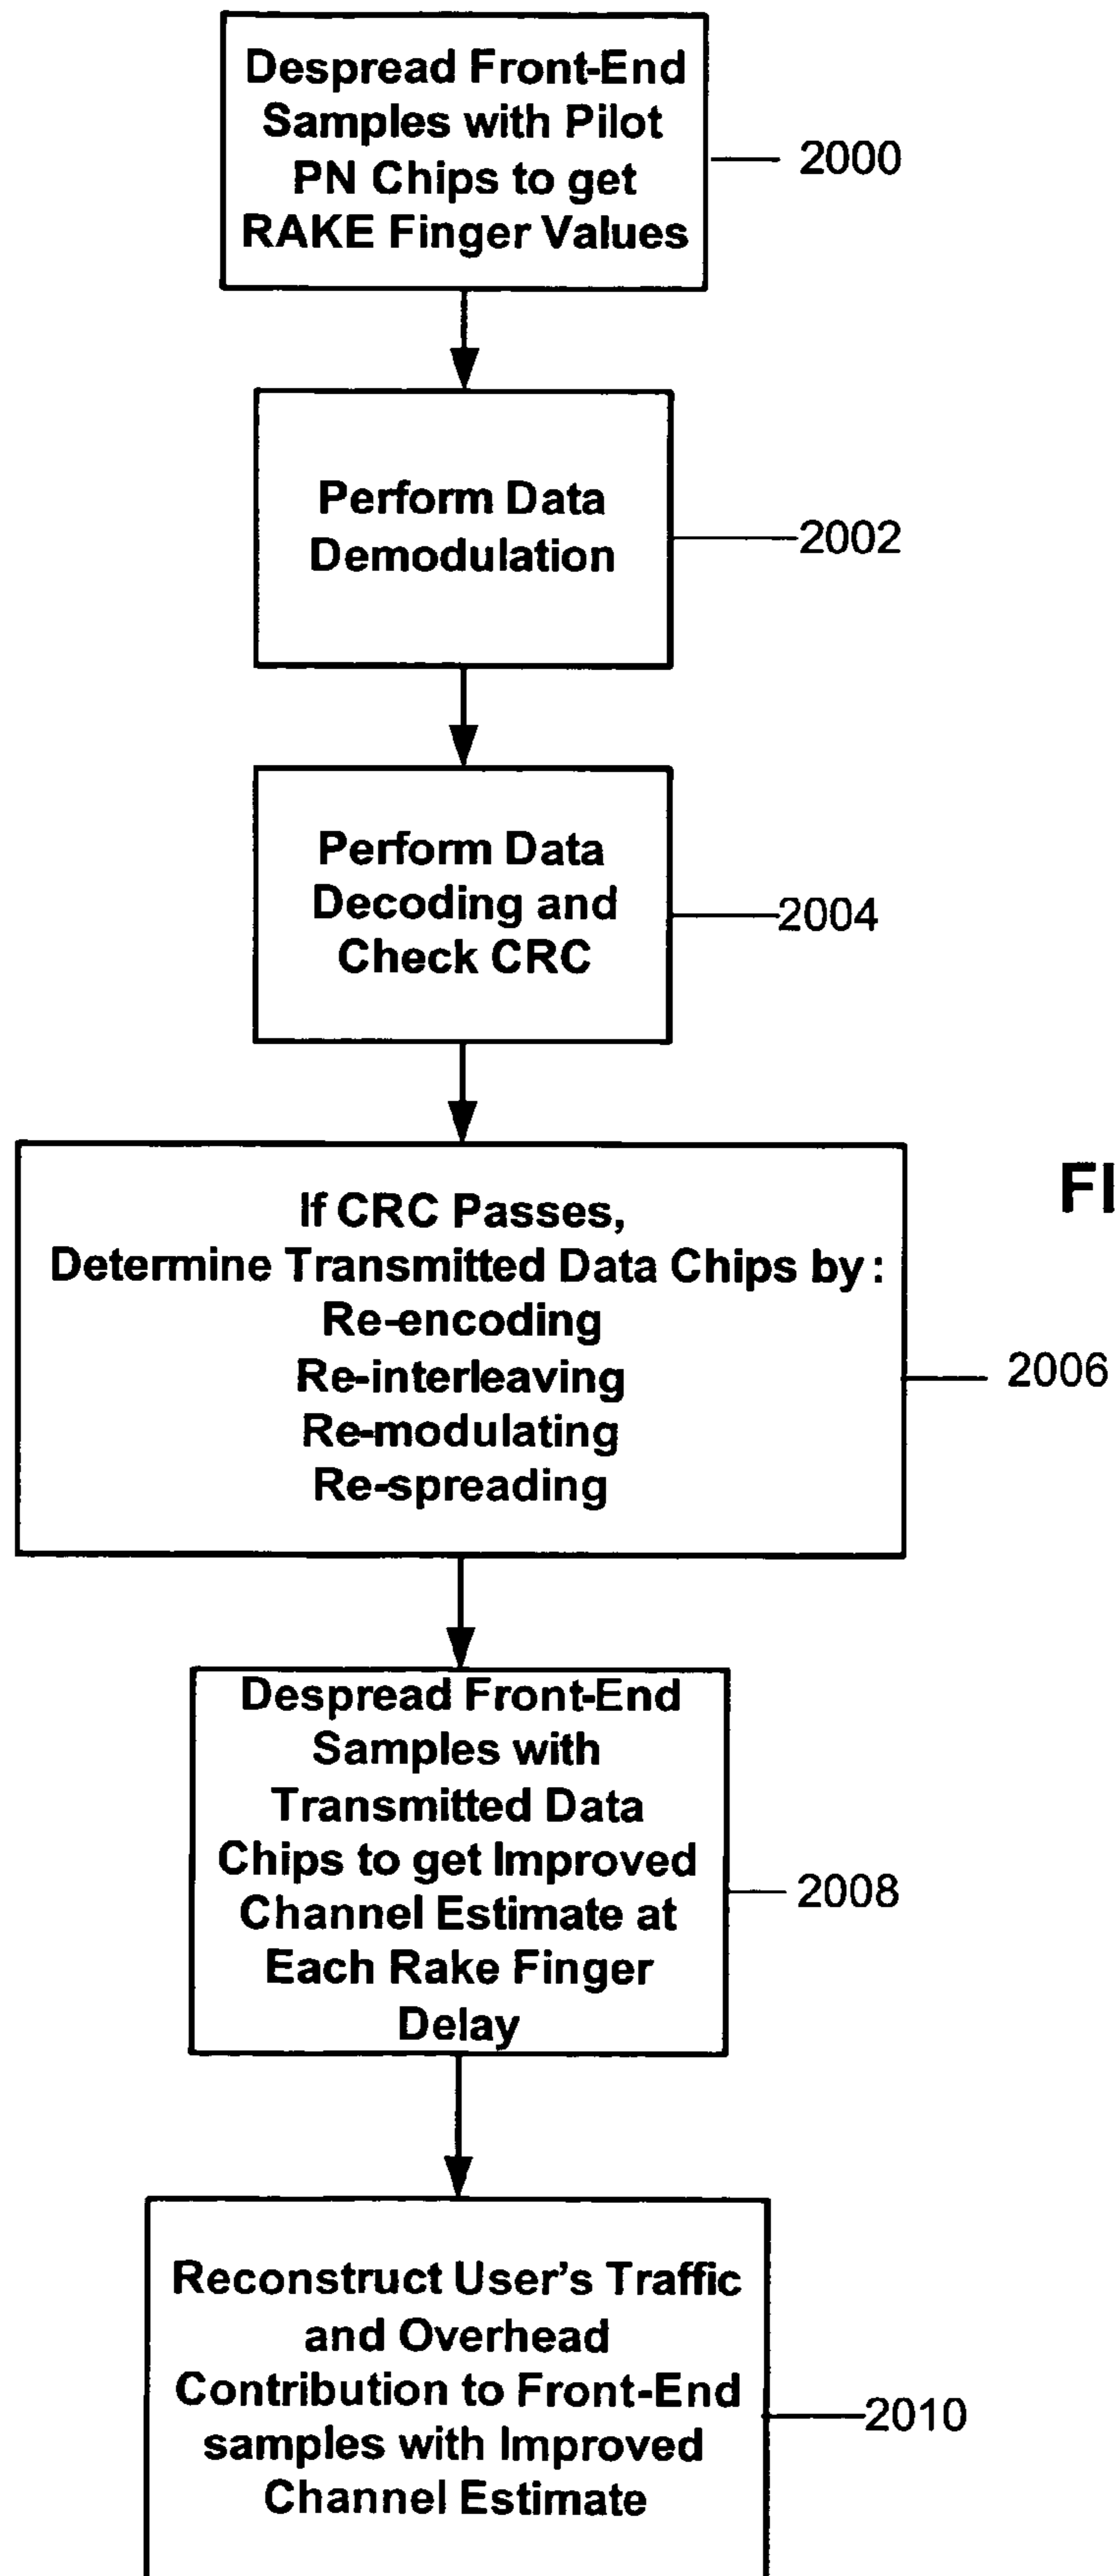 Despread Front-End
Samples with Pilot
PN Chips to get
RAKE Finger Values
2000
Perform Data
Demodulation
2002
Perform Data
Decoding and
Check CRC
2004
If CRC Passes,
Determine Transmitted Data Chips by:
Re-encoding
Re-interleaving
Re-modulating
Re-spreading
2006
FI
Despread Front-End
Samples with
Transmitted Data
Chips to get Improved
Channel Estimate at
Each Rake Finger
Delay
2008
Reconstruct User's Traffic
and Overhead
Contribution to Front-End
samples with Improved
Channel Estimate
2010